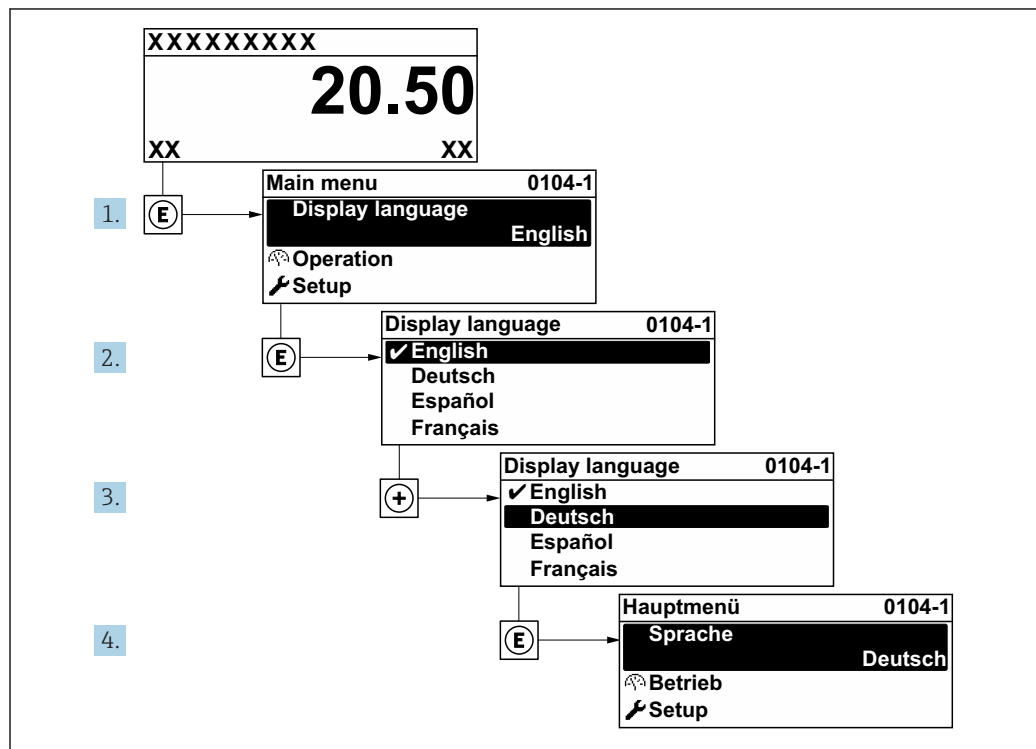 XXXXXXXXX
20.50
XX XX
Main menu 0104-1
1. E Display language
English
Operation
Setup
Display language 0104-1
2. E ✔English
Deutsch
Español
Français
Display language 0104-1
3. + ✔English
Deutsch
Español
Français
Hauptmenü 0104-1
4. E Sprache
Deutsch
Betrieb
Setup